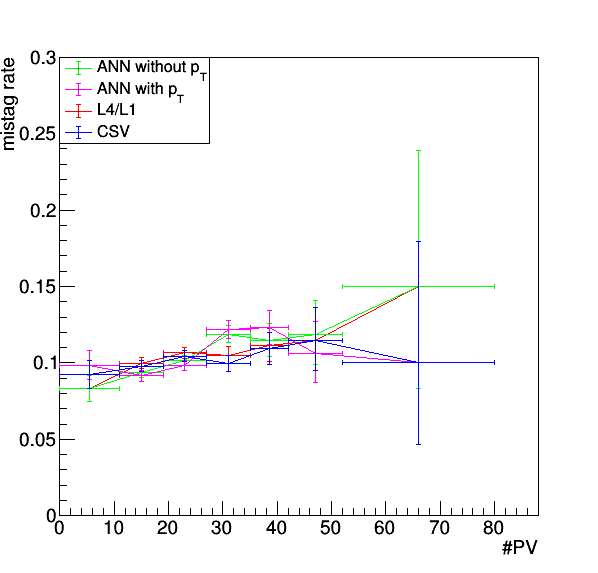 mistag rate
0.3
0.25
0.2
0.15
0.1
0.05
0
ANN without p_T
ANN with p_T
L4/L1
CSV
0 10 20 30 40 50 60 70 80
#PV